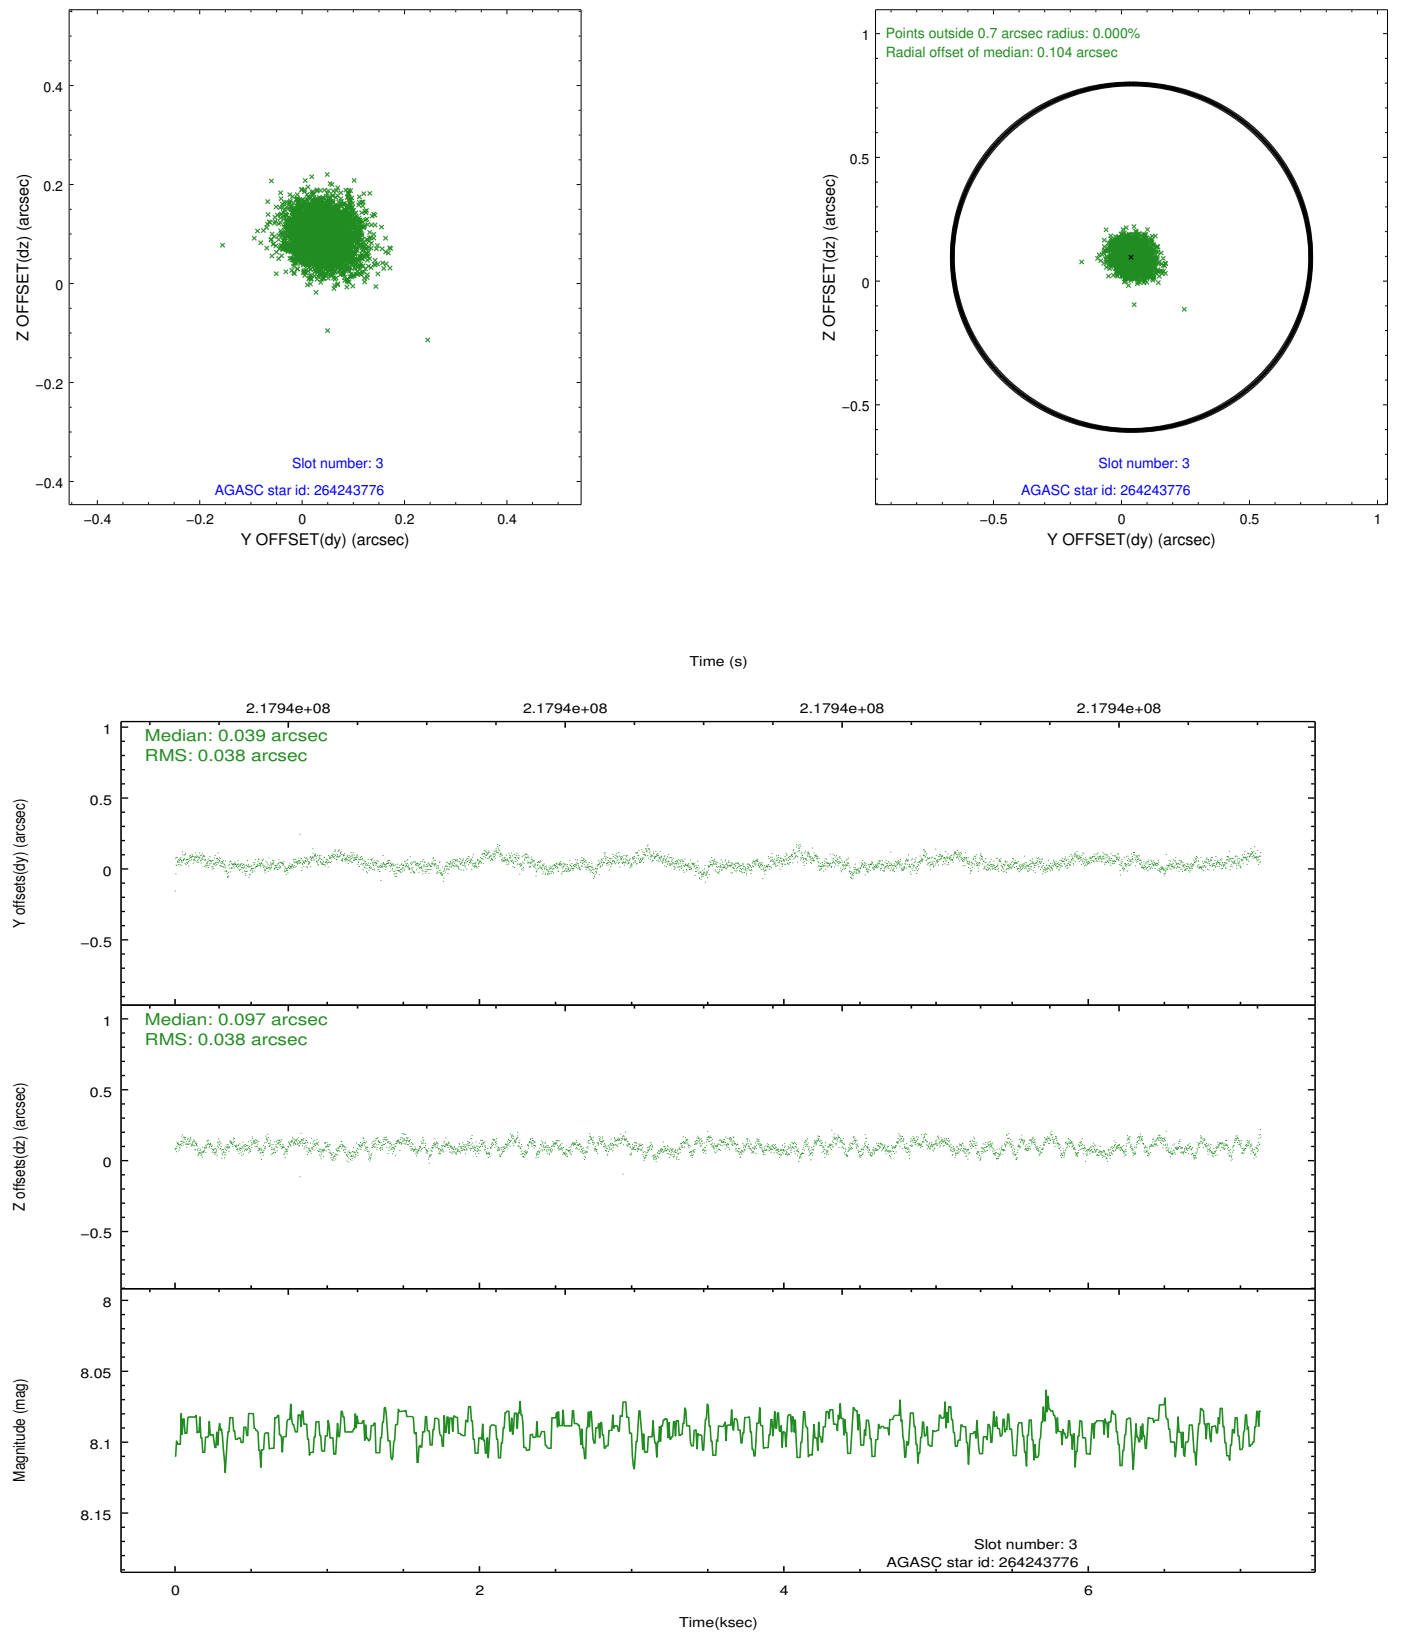 0.4
0.2
0
−0.2
−0.4
Z OFFSET(dz) (arcsec)
Slot number: 3
AGASC star id: 264243776
−0.4
−0.2
0
0.2
0.4
Y OFFSET(dy) (arcsec)
Points outside 0.7 arcsec radius: 0.000%
Radial offset of median: 0.104 arcsec
1
0.5
0
−0.5
Z OFFSET(dz) (arcsec)
Slot number: 3
AGASC star id: 264243776
−0.5
0
0.5
1
Y OFFSET(dy) (arcsec)
Time (s)
2.1794e+08
2.1794e+08
2.1794e+08
2.1794e+08
Median: 0.039 arcsec
RMS: 0.038 arcsec
1
0.5
0
−0.5
Y offsets(dy) (arcsec)
Median: 0.097 arcsec
RMS: 0.038 arcsec
1
0.5
0
−0.5
Z offsets(dz) (arcsec)
8
8.05
8.1
8.15
Magnitude (mag)
Slot number: 3
AGASC star id: 264243776
0
2
4
6
Time(ksec)